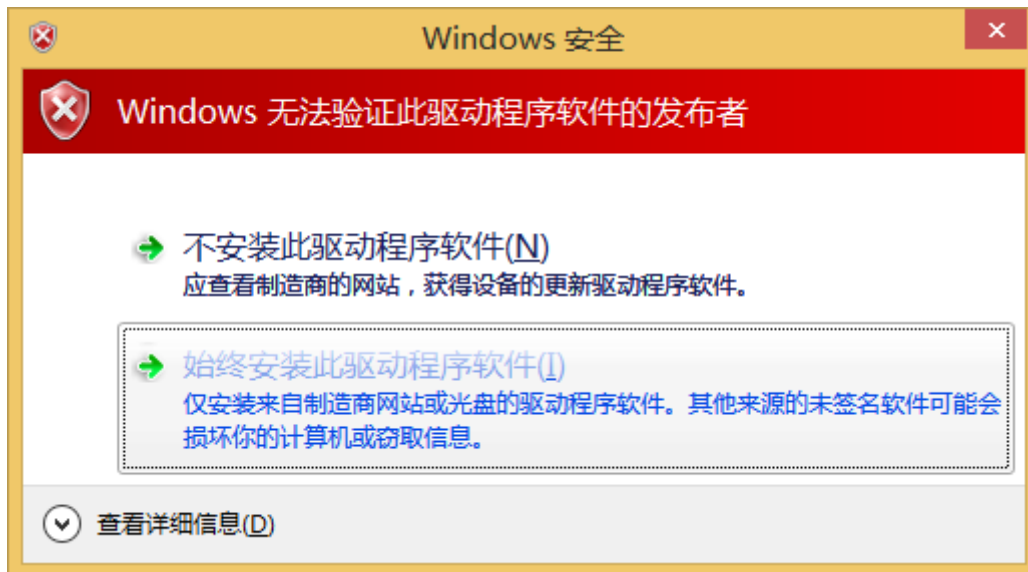 Windows 安全
Windows 无法验证此驱动程序软件的发布者
不安装此驱动程序软件(N)
应查看制造商的网站，获得设备的更新驱动程序软件。
始终安装此驱动程序软件(I)
仅安装来自制造商网站或光盘的驱动程序软件。其他来源的未签名软件可能会
损坏你的计算机或窃取信息。
查看详细信息(D)